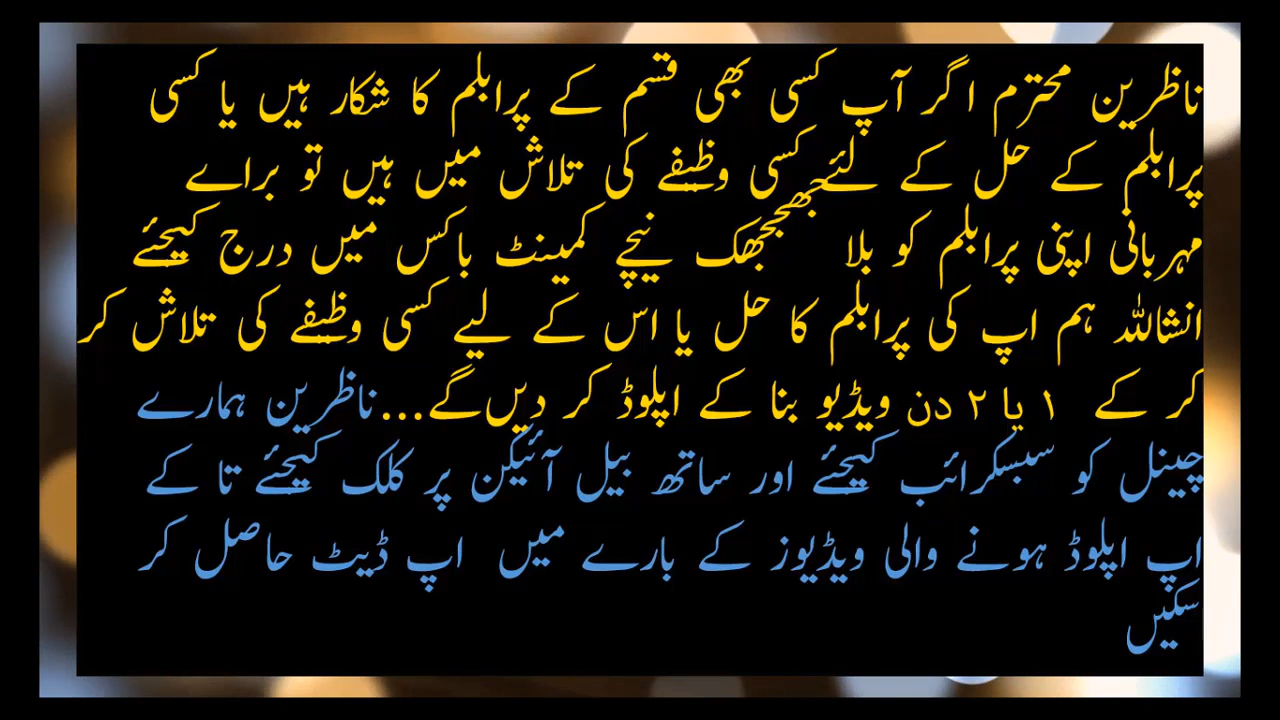 ناظرین محترم اگر آپ کسی بھی قسم کے پرابلم کا شکار ہیں یا کسی
پرابلم کے حل کے لئے کسی وظیفے کی تلاش میں ہیں تو براے
مہربانی اپنی پرابلم کو بلا جھجھجھک نیچے کمینٹ باکس میں درج کیجئے
انشاللہ ہم اپ کی پرابلم کا حل یا اس کے لیے کسی وظیفے کی تلاش کر
کر کے ۱ یا ۲ دن ویڈیو بنا کے اپلوڈ کر دیں گے...ناظرین ہمارے
چینل کو سبسکرائب کیجئے اور ساتھ بیل آئیکن پر کلک کیجئے تا کے
اپ اپلوڈ ہونے والی ویڈیوز کے بارے میں اپ ڈیٹ حاصل کر
سکیں